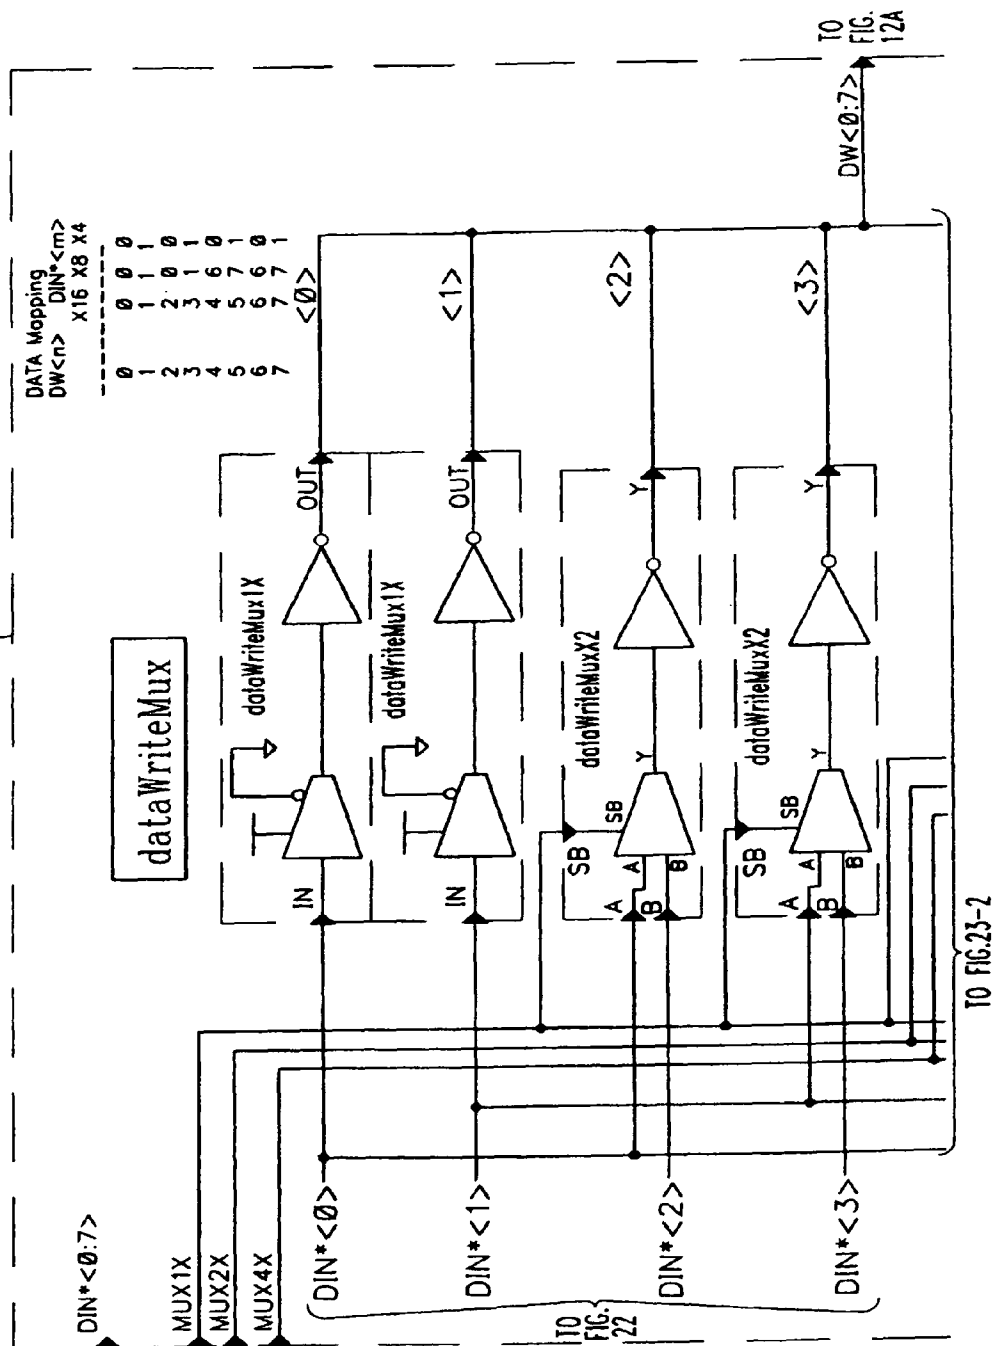 DATA Mapping
DW<n> DIN*<m>
X16 X8 X4
---------
0 0 0 0
1 1 1 1
2 2 0 0
3 3 1 1
4 4 6 0
5 5 7 1
6 6 6 0
7 7 7 1
dataWriteMux
DIN*<0:7>
MUX1X
MUX2X
MUX4X
DIN*<0>
IN
dataWriteMux1X
OUT
<0>
DIN*<1>
IN
dataWriteMux1X
OUT
<1>
DIN*<2>
A
B
SB
A
B
SB
Y
dataWriteMuxX2
Y
<2>
DIN*<3>
A
B
SB
A
B
SB
Y
dataWriteMuxX2
Y
<3>
DW<0:7>
TO
FIG.
12A
TO
FIG.
22
TO FIG.23-2